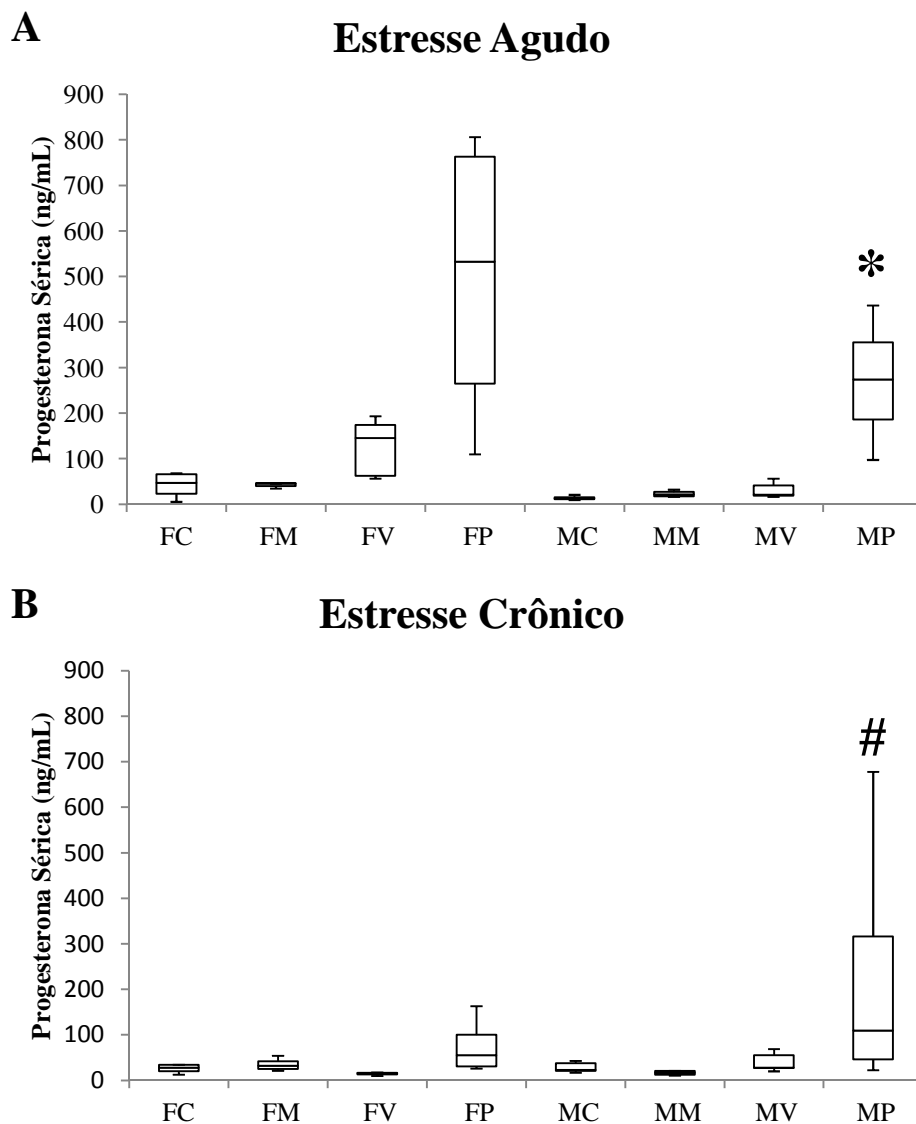 A
Estresse Agudo
Progesterona Sérica (ng/mL)
900
800
700
600
500
400
300
200
100
0
*
FC FM FV FP MC MM MV MP
B
Estresse Crônico
Progesterona Sérica (ng/mL)
900
800
700
600
500
400
300
200
100
0
#
FC FM FV FP MC MM MV MP